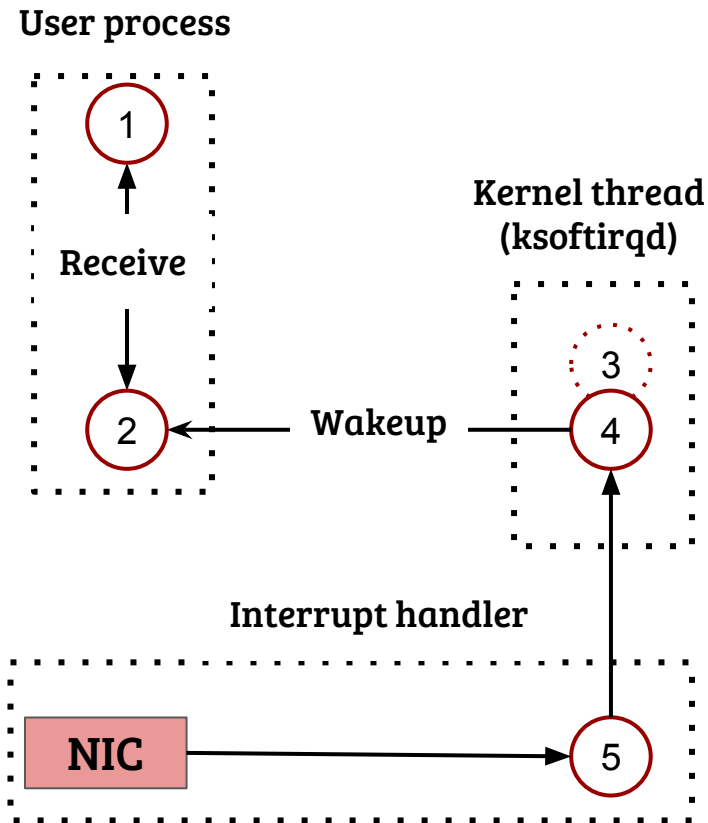 User process
1
Receive
2
Kernel thread
(ksoftirqd)
3
4
Wakeup
Interrupt handler
NIC
5